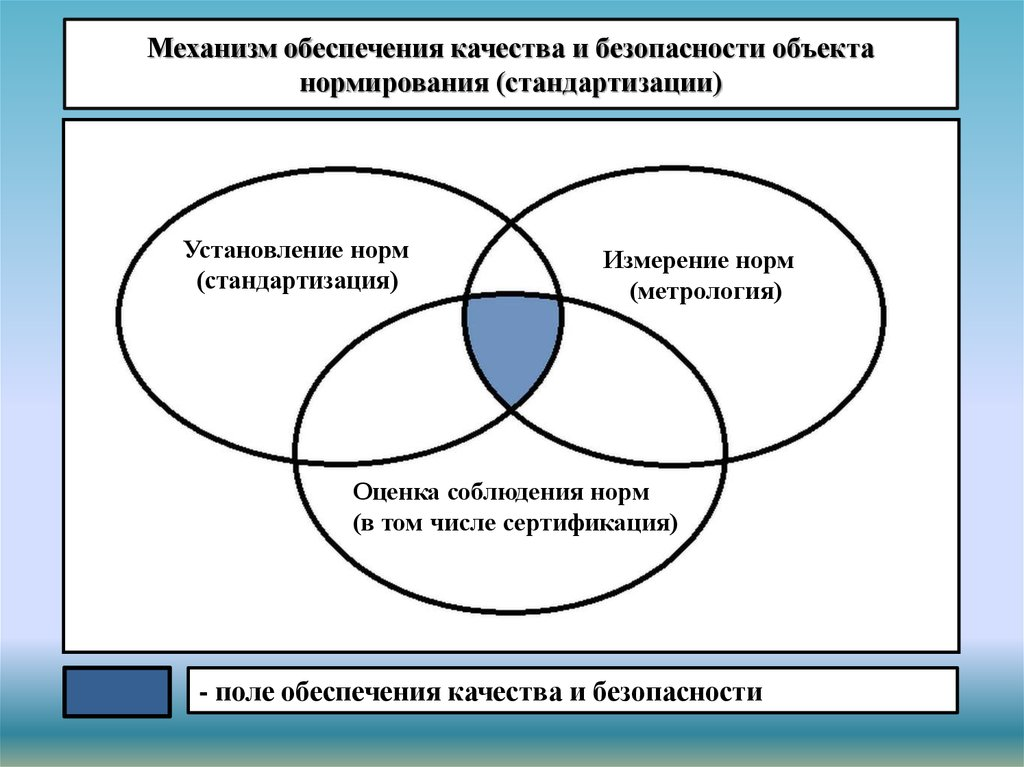 Механизм обеспечения качества и безопасности объекта
нормирования (стандартизации)
Установление норм
(стандартизация)
Измерение норм
(метрология)
Оценка соблюдения норм
(в том числе сертификация)
- поле обеспечения качества и безопасности